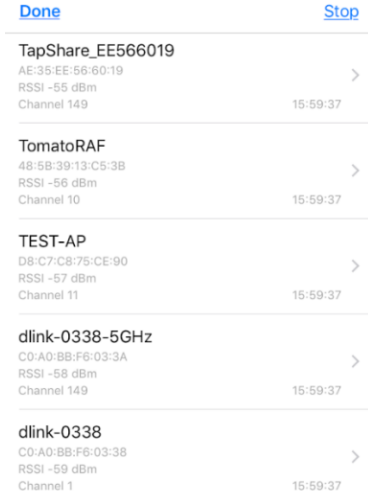 Done Stop
TapShare_EE566019
AE:35:EE:56:60:19
RSSI -55 dBm
Channel 149 15:59:37
TomatoRAF
48:5B:39:13:C5:3B
RSSI -56 dBm
Channel 10 15:59:37
TEST-AP
D8:C7:C8:75:CE:90
RSSI -57 dBm
Channel 11 15:59:37
dlink-0338-5GHz
C0:A0:BB:F6:03:3A
RSSI -58 dBm
Channel 149 15:59:37
dlink-0338
C0:A0:BB:F6:03:38
RSSI -59 dBm
Channel 1 15:59:37